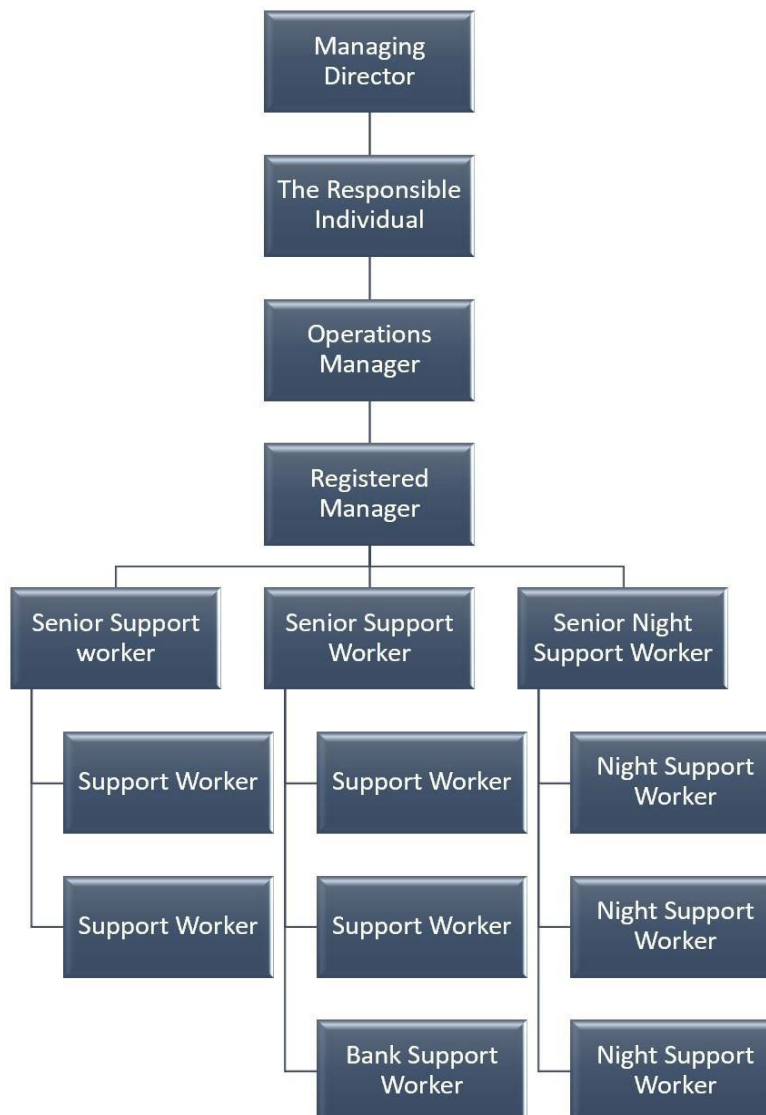 Managing
Director
The Responsible
Individual
Operations
Manager
Registered
Manager
Senior Support
worker
Senior Support
Worker
Senior Night
Support Worker
Support Worker
Support Worker
Night Support
Worker
Support Worker
Support Worker
Night Support
Worker
Bank Support
Worker
Night Support
Worker